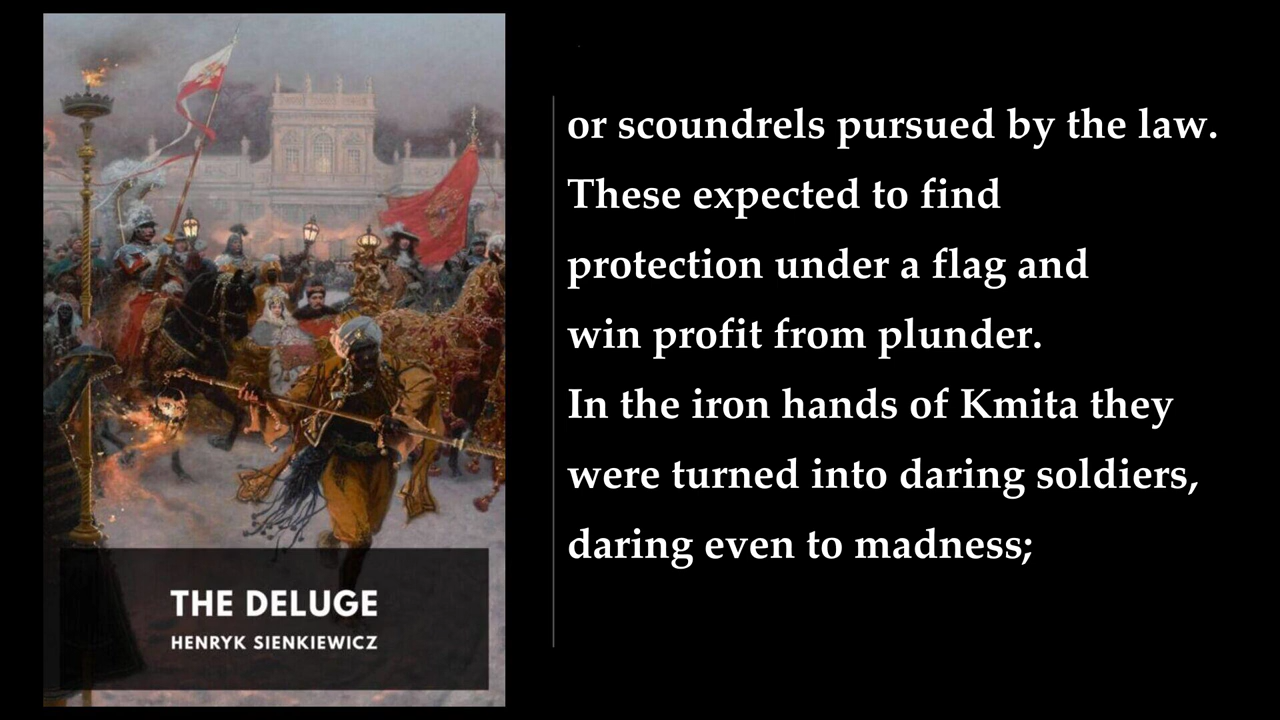 or scoundrels pursued by the law.
These expected to find
protection under a flag and
win profit from plunder.
In the iron hands of Kmita they
were turned into daring soldiers,
daring even to madness;
THE DELUGE
HENRYK SIENKIEWICZ